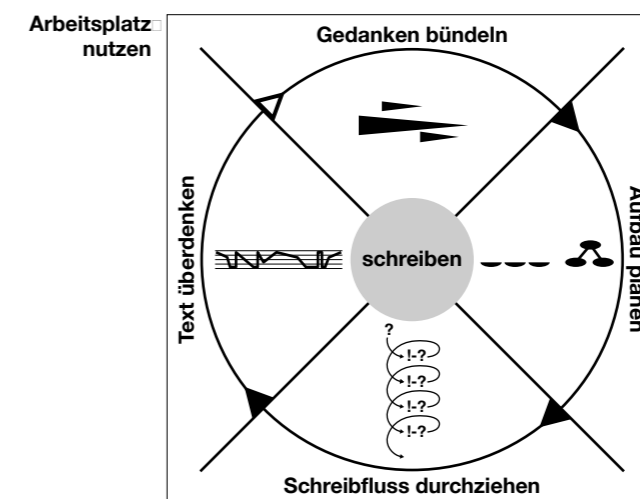 Arbeitsplatz
nutzen
Gedanken bündeln
Text überdenken
schreiben
Aufbau planen
?
!-?
!-?
!-?
!-?
Schreibfluss durchziehen